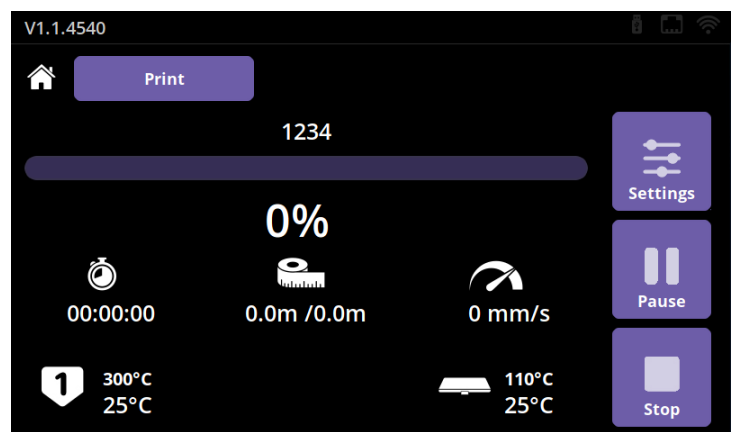 V1.1.4540
Print
1234
0%
Settings
00:00:00
0.0m /0.0m
0 mm/s
Pause
1
300°C
25°C
110°C
25°C
Stop